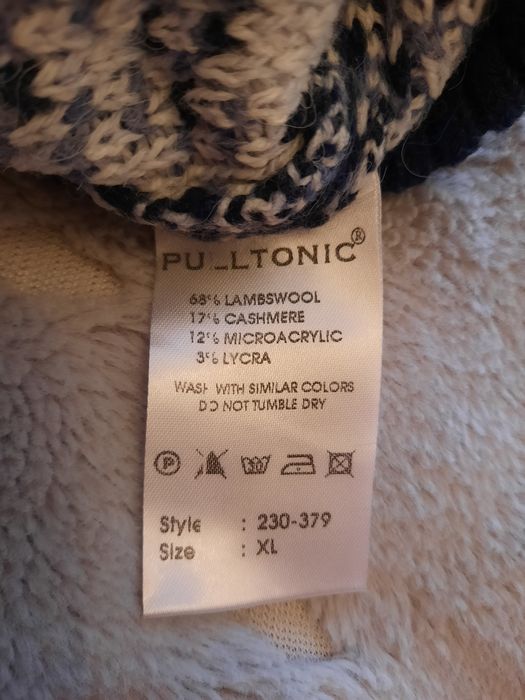 PULLTONIC®
68% LAMBSWOOL
17% CASHMERE
12% MICROACRYLIC
3% LYCRA
WASH WITH SIMILAR COLORS
DO NOT TUMBLE DRY
P 30
Style : 230-379
Size : XL